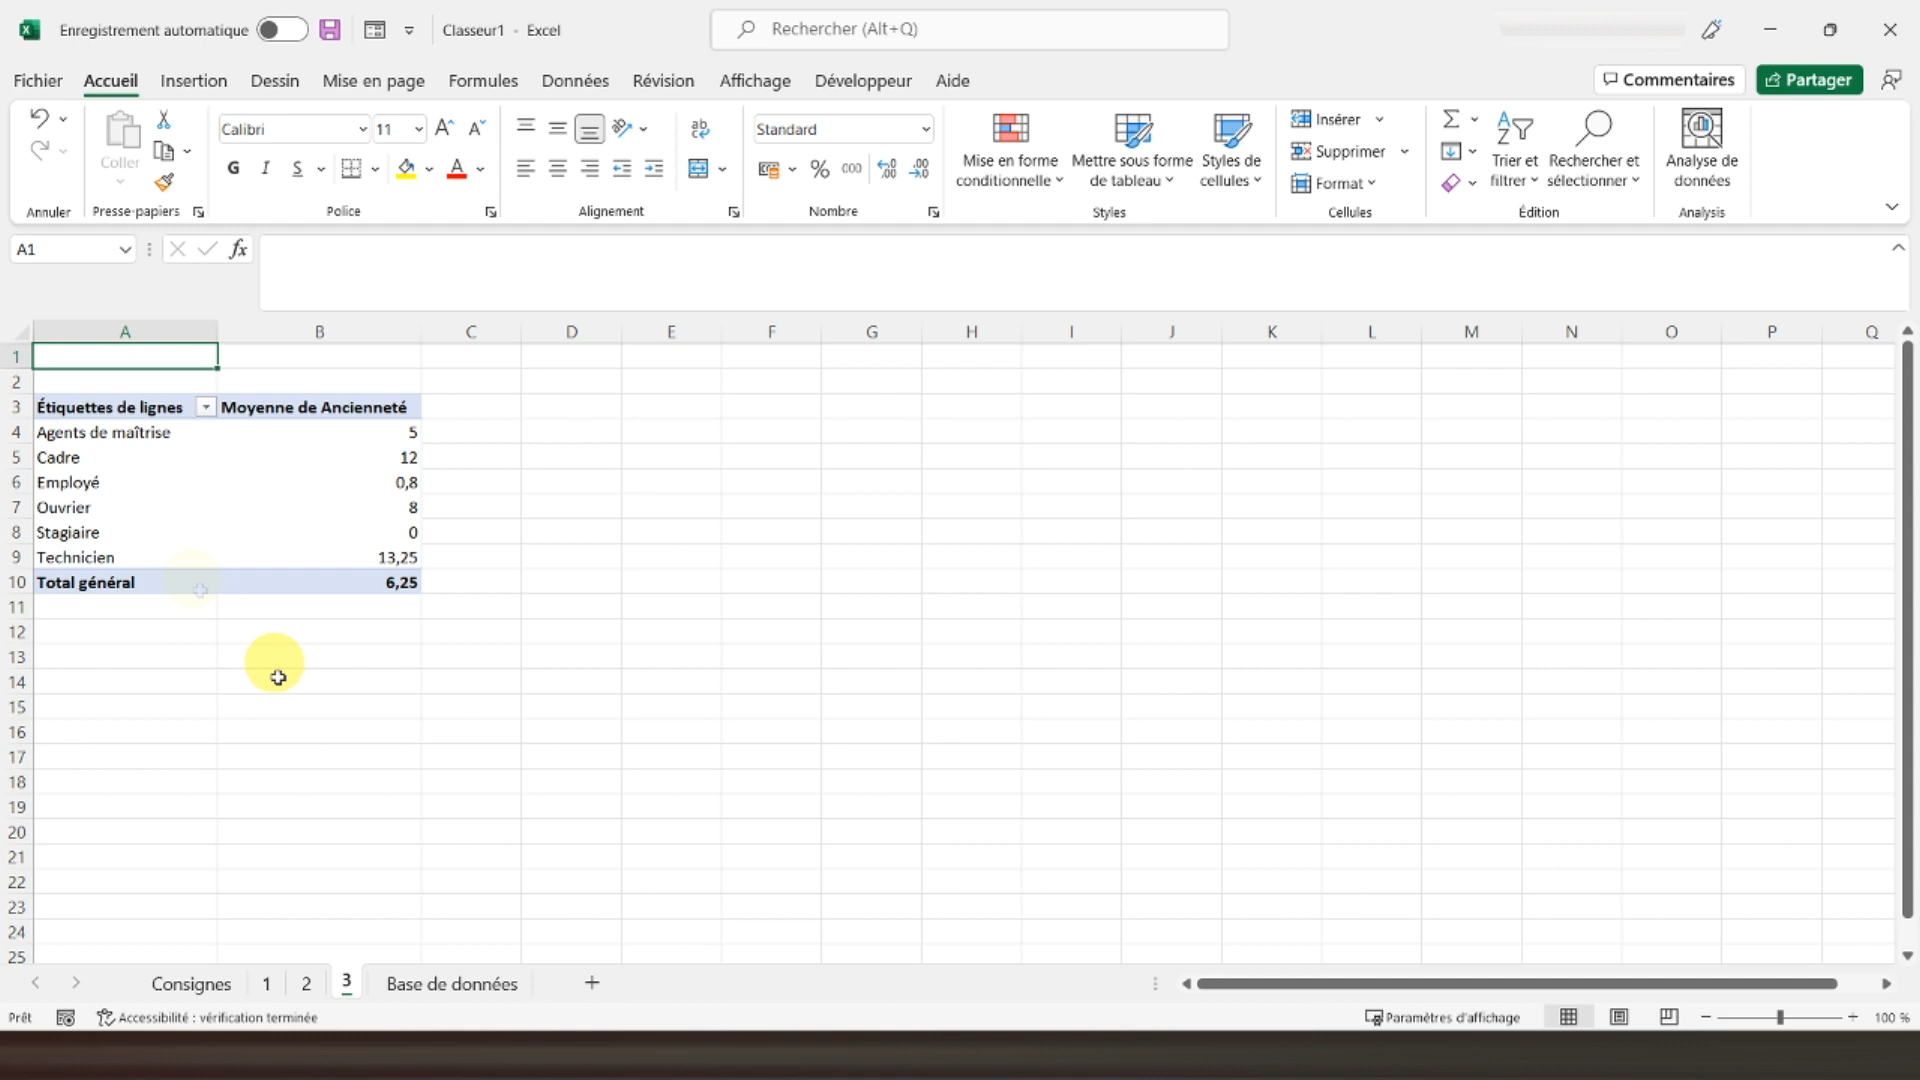 Enregistrement automatique
Classeur1 - Excel
Rechercher (Alt+Q)
Fichier Accueil Insertion Dessin Mise en page Formules Données Révision Affichage Développeur Aide
Commentaires Partager
Coller
Calibri 11
G I S
Standard
% 000
Mise en forme conditionnelle
Mettre sous forme de tableau
Styles de cellules
Insérer
Supprimer
Format
Trier et filtrer
Rechercher et sélectionner
Analyse de données
Annuler Presse-papiers Police Alignement Nombre Styles Cellules Édition Analysis
A1 fx
A B C D E F G H I J K L M N O P Q
1
2
3 Étiquettes de lignes Moyenne de Ancienneté
4 Agents de maîtrise 5
5 Cadre 12
6 Employé 0,8
7 Ouvrier 8
8 Stagiaire 0
9 Technicien 13,25
10 Total général 6,25
11
12
13
14
15
16
17
18
19
20
21
22
23
24
25
Consignes 1 2 3 Base de données
Prêt Accessibilité : vérification terminée Paramètres d'affichage 100 %